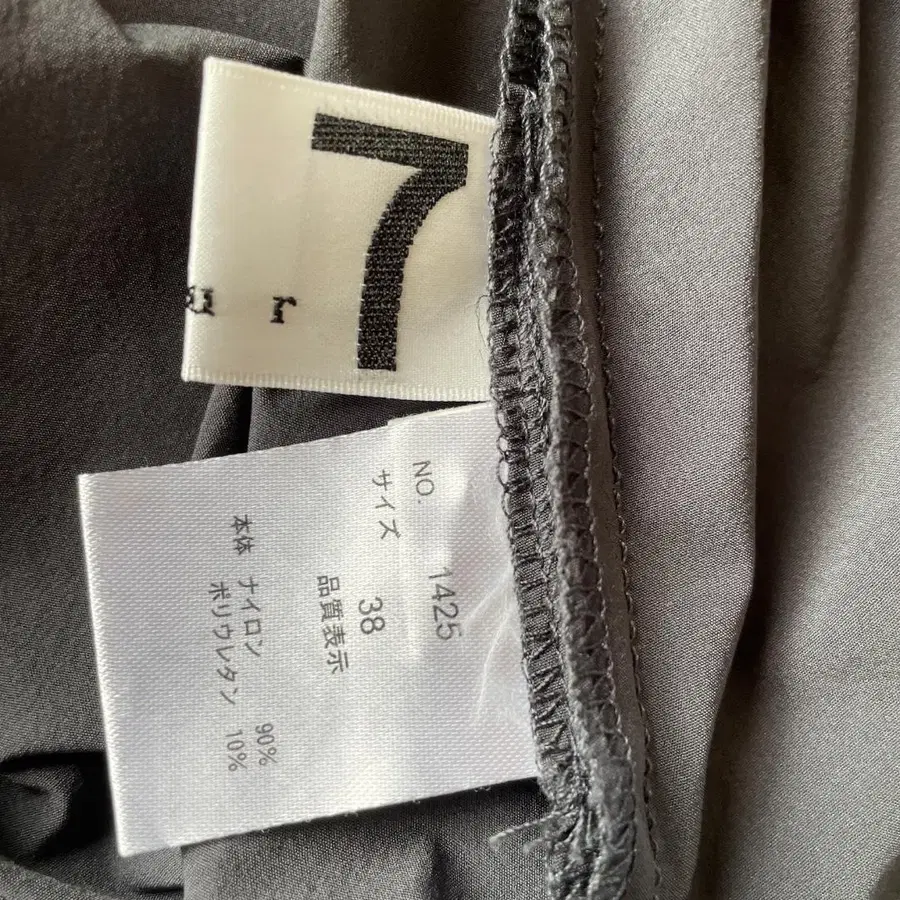 7
u r
NO. 1425
サイズ 38
品質表示
本体 ナイロン 90%
ポリウレタン 10%